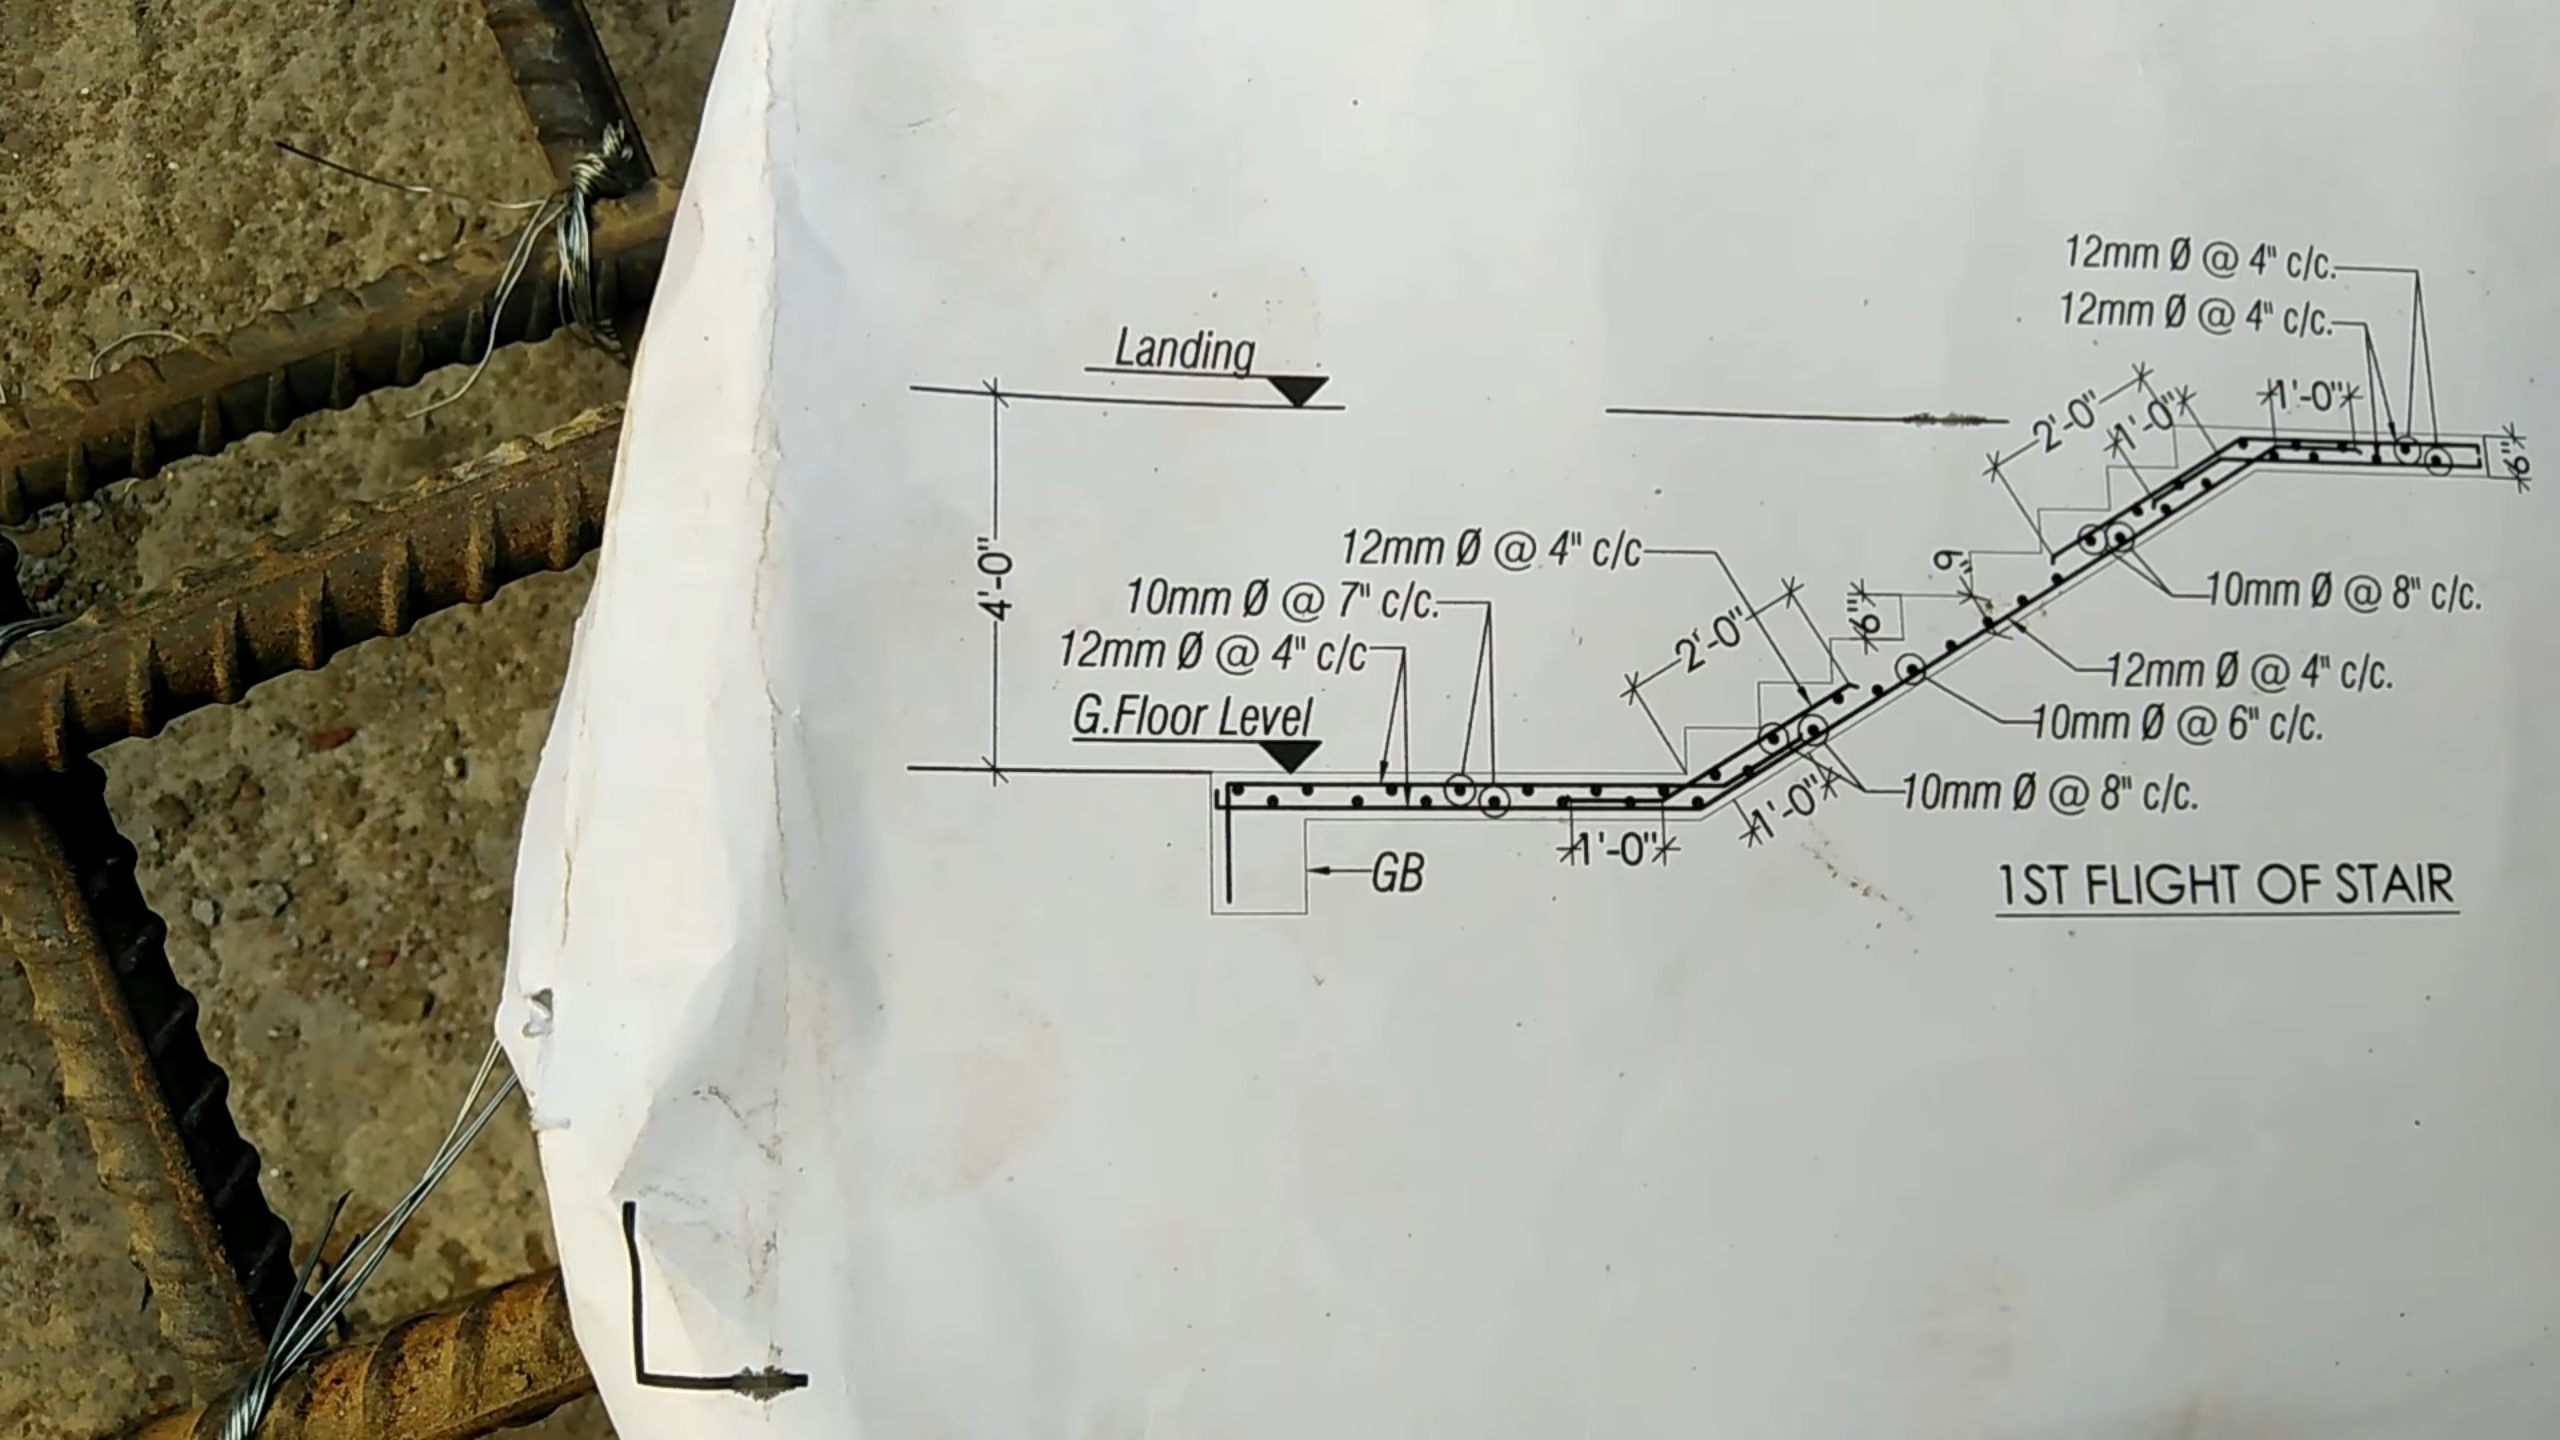 12mm Ø @ 4" c/c.
12mm Ø @ 4" c/c.
Landing
1'-0"
2'-0"
1'-0"
6"
12mm Ø @ 4" c/c
10mm Ø @ 7" c/c.
12mm Ø @ 4" c/c
4'-0"
6"
10mm Ø @ 8" c/c.
2'-0"
6"
12mm Ø @ 4" c/c.
G.Floor Level
10mm Ø @ 6" c/c.
10mm Ø @ 8" c/c.
1'-0"
1'-0"
GB
1ST FLIGHT OF STAIR